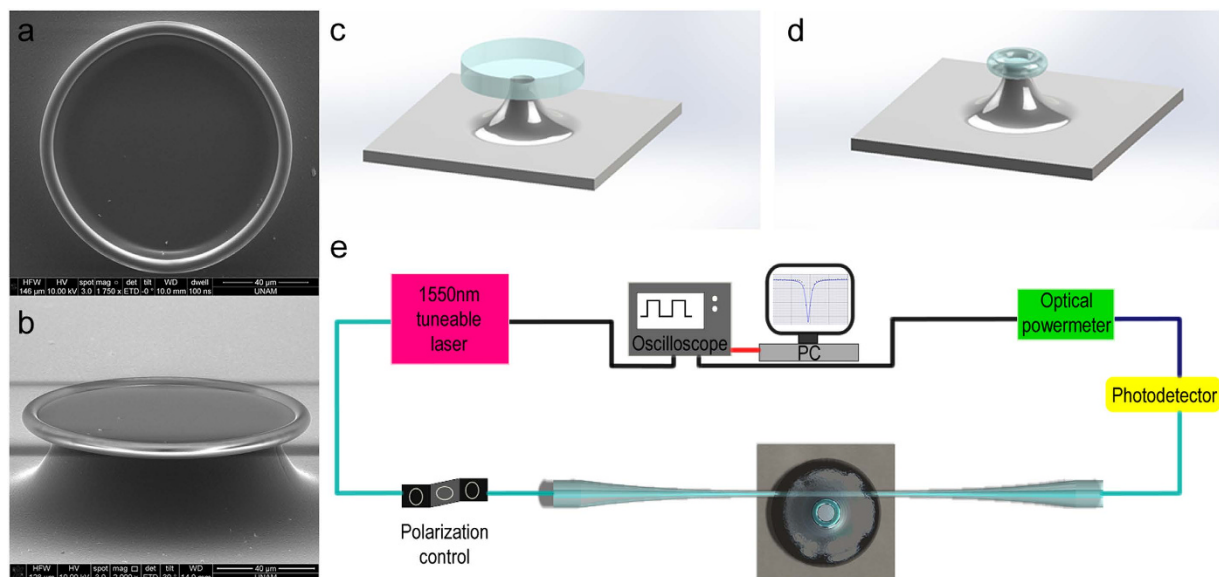 a
HFW HV spot mag ○ det tilt WD dwell
146 µm 10.00 kV 3.0 1 750 x ETD -0 ° 10.0 mm 100 ns
40 µm
UNAM
b
HFW HV spot mag □ det tilt WD
40 µm
UNAM
c
d
e
1550nm
tuneable
laser
Oscilloscope
PC
Optical
powermeter
Photodetector
Polarization
control